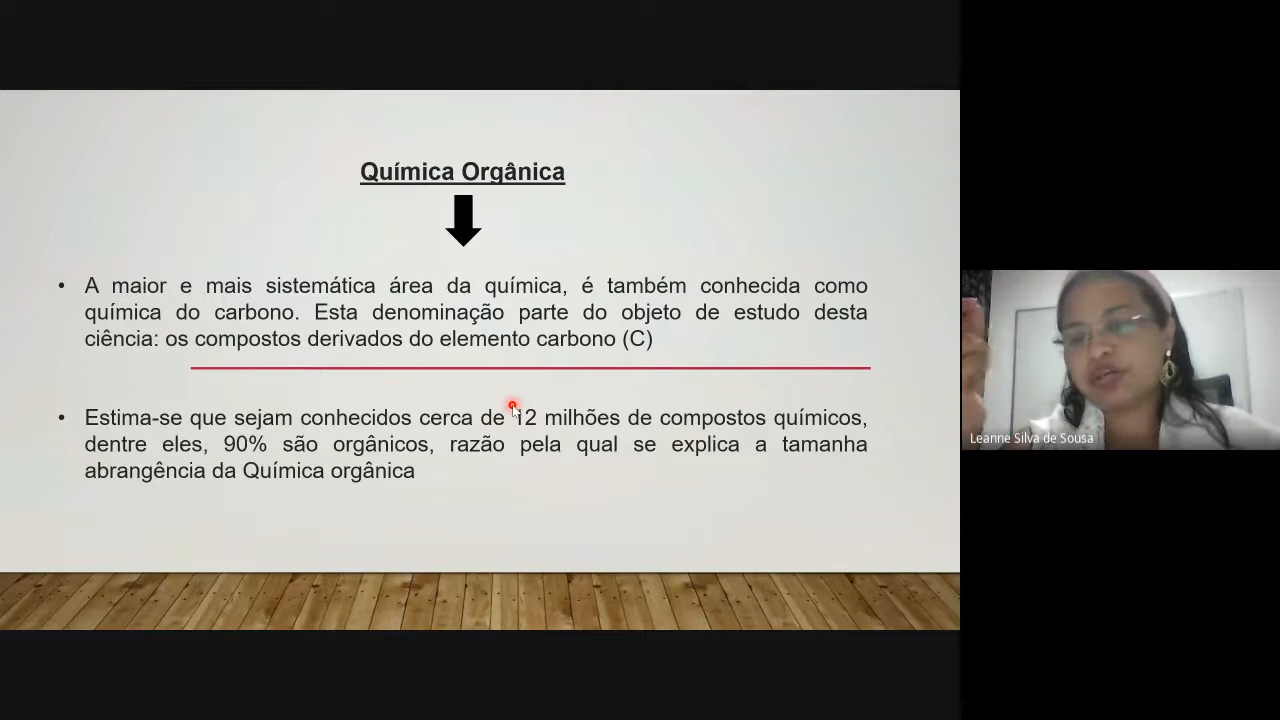 Química Orgânica
• A maior e mais sistemática área da química, é também conhecida como
química do carbono. Esta denominação parte do objeto de estudo desta
ciência: os compostos derivados do elemento carbono (C)
• Estima-se que sejam conhecidos cerca de 12 milhões de compostos químicos,
dentre eles, 90% são orgânicos, razão pela qual se explica a tamanha
abrangência da Química orgânica
Leanne Silva de Sousa